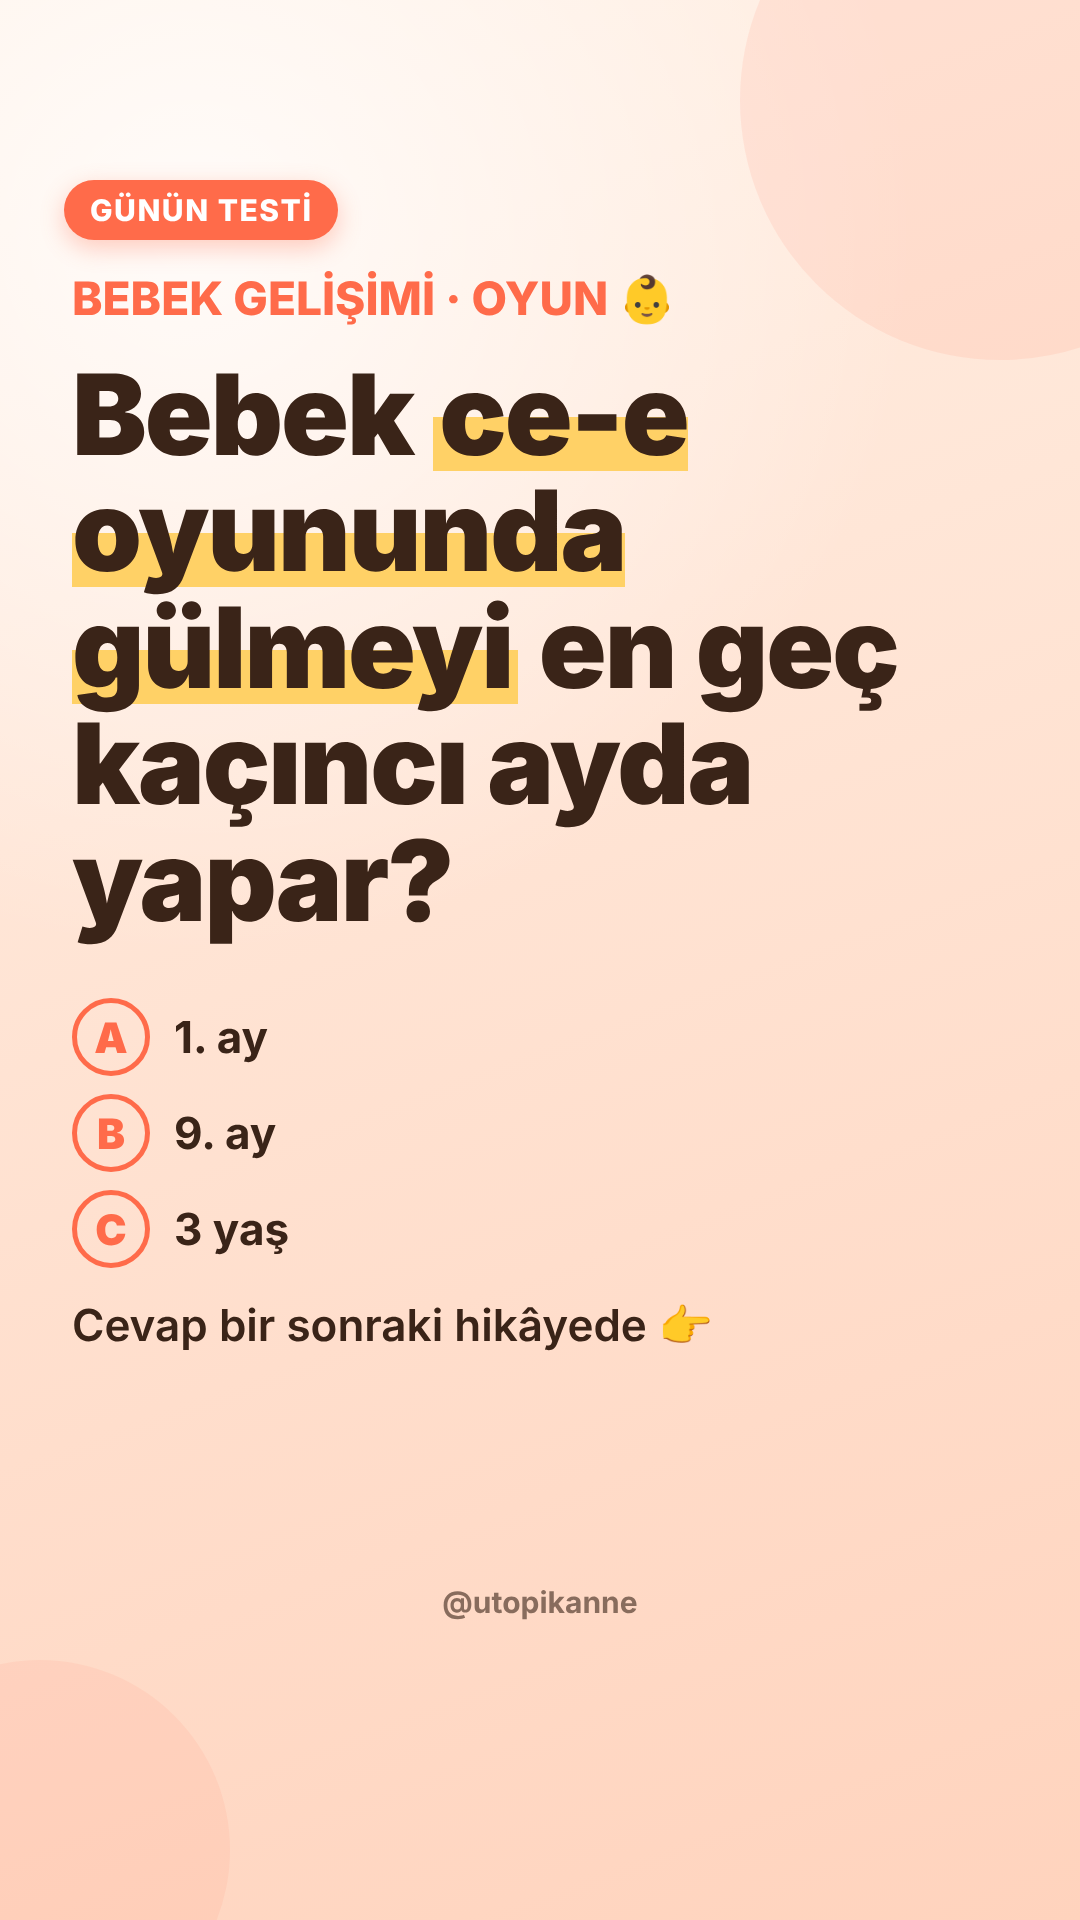 GÜNÜN TESTİ
BEBEK GELİŞİMİ · OYUN 👶
Bebek ce-e
oyununda
gülmeyi en geç
kaçıncı ayda
yapar?
A 1. ay
B 9. ay
C 3 yaş
Cevap bir sonraki hikâyede 👉
@utopikanne